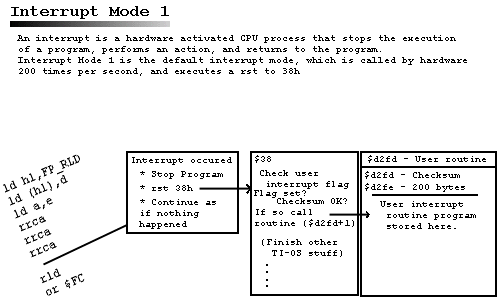 Interrupt Mode 1
An interrupt is a hardware activated CPU process that stops the execution
of a program, performs an action, and returns to the program.
Interrupt Mode 1 is the default interrupt mode, which is called by hardware
200 times per second, and executes a rst to 38h
ld hl,FP_RLD
ld (hl),d
ld a,e
rrca
rrca
rrca
rld
or $FC
Interrupt occured
* Stop Program
* rst 38h
* Continue as
if nothing
happened
$38
Check user
interrupt flag
Flag set?
Checksum OK?
If so call
routine ($d2fd+1)
(Finish other
TI-OS stuff)
.
.
.
$d2fd - User routine
$d2fd - Checksum
$d2fe - 200 bytes
User interrupt
routine program
stored here.